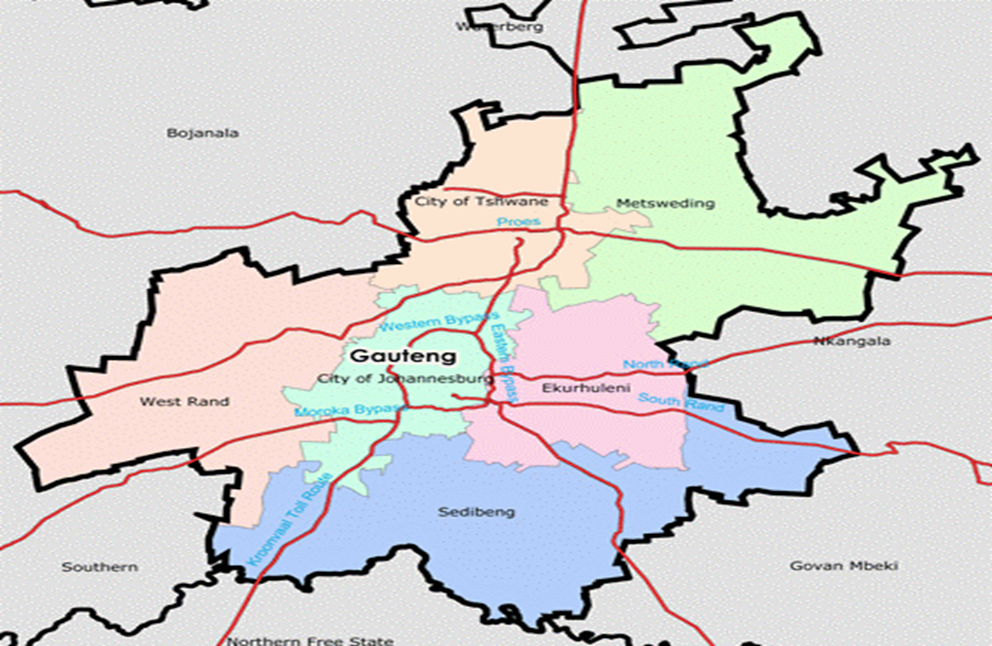 Waterberg
Bojanala
City of Tshwane
Metsweding
Proes
Western Bypass
Eastern Bypass
Nkangala
Gauteng
North Rand
City of Johannesburg
Ekurhuleni
West Rand
South Rand
Moroka Bypass
Sedibeng
Kroonvaal Toll Route
Southern
Govan Mbeki
Northern Free State